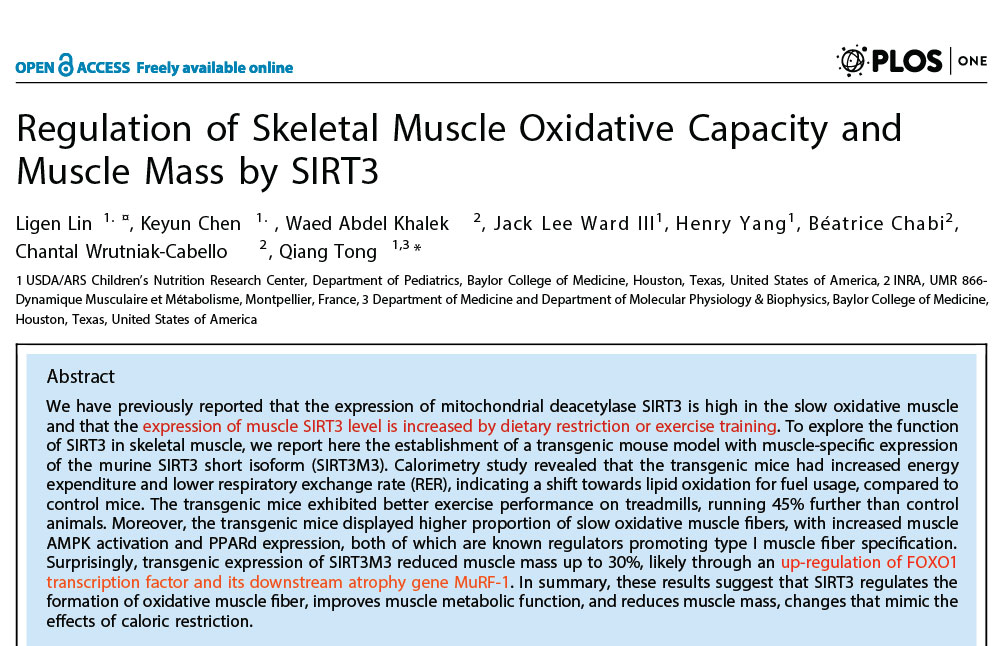 OPEN ACCESS Freely available online
PLOS ONE
Regulation of Skeletal Muscle Oxidative Capacity and
Muscle Mass by SIRT3
Ligen Lin 1. ¤, Keyun Chen 1. , Waed Abdel Khalek 2, Jack Lee Ward III1, Henry Yang1, Béatrice Chabi2,
Chantal Wrutniak-Cabello 2, Qiang Tong 1,3 *
1 USDA/ARS Children's Nutrition Research Center, Department of Pediatrics, Baylor College of Medicine, Houston, Texas, United States of America, 2 INRA, UMR 866-
Dynamique Musculaire et Métabolisme, Montpellier, France, 3 Department of Medicine and Department of Molecular Physiology & Biophysics, Baylor College of Medicine,
Houston, Texas, United States of America
Abstract
We have previously reported that the expression of mitochondrial deacetylase SIRT3 is high in the slow oxidative muscle
and that the expression of muscle SIRT3 level is increased by dietary restriction or exercise training. To explore the function
of SIRT3 in skeletal muscle, we report here the establishment of a transgenic mouse model with muscle-specific expression
of the murine SIRT3 short isoform (SIRT3M3). Calorimetry study revealed that the transgenic mice had increased energy
expenditure and lower respiratory exchange rate (RER), indicating a shift towards lipid oxidation for fuel usage, compared to
control mice. The transgenic mice exhibited better exercise performance on treadmills, running 45% further than control
animals. Moreover, the transgenic mice displayed higher proportion of slow oxidative muscle fibers, with increased muscle
AMPK activation and PPARd expression, both of which are known regulators promoting type I muscle fiber specification.
Surprisingly, transgenic expression of SIRT3M3 reduced muscle mass up to 30%, likely through an up-regulation of FOXO1
transcription factor and its downstream atrophy gene MuRF-1. In summary, these results suggest that SIRT3 regulates the
formation of oxidative muscle fiber, improves muscle metabolic function, and reduces muscle mass, changes that mimic the
effects of caloric restriction.